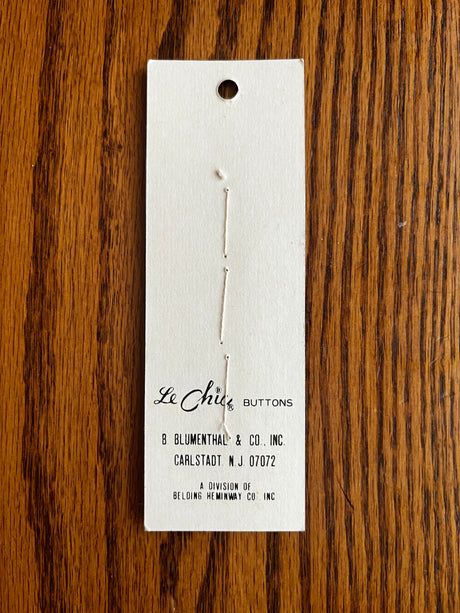 Le Chic® BUTTONS
B. BLUMENTHAL & CO., INC.
CARLSTADT, N.J. 07072
A DIVISION OF
BELDING HEMINWAY CO. INC